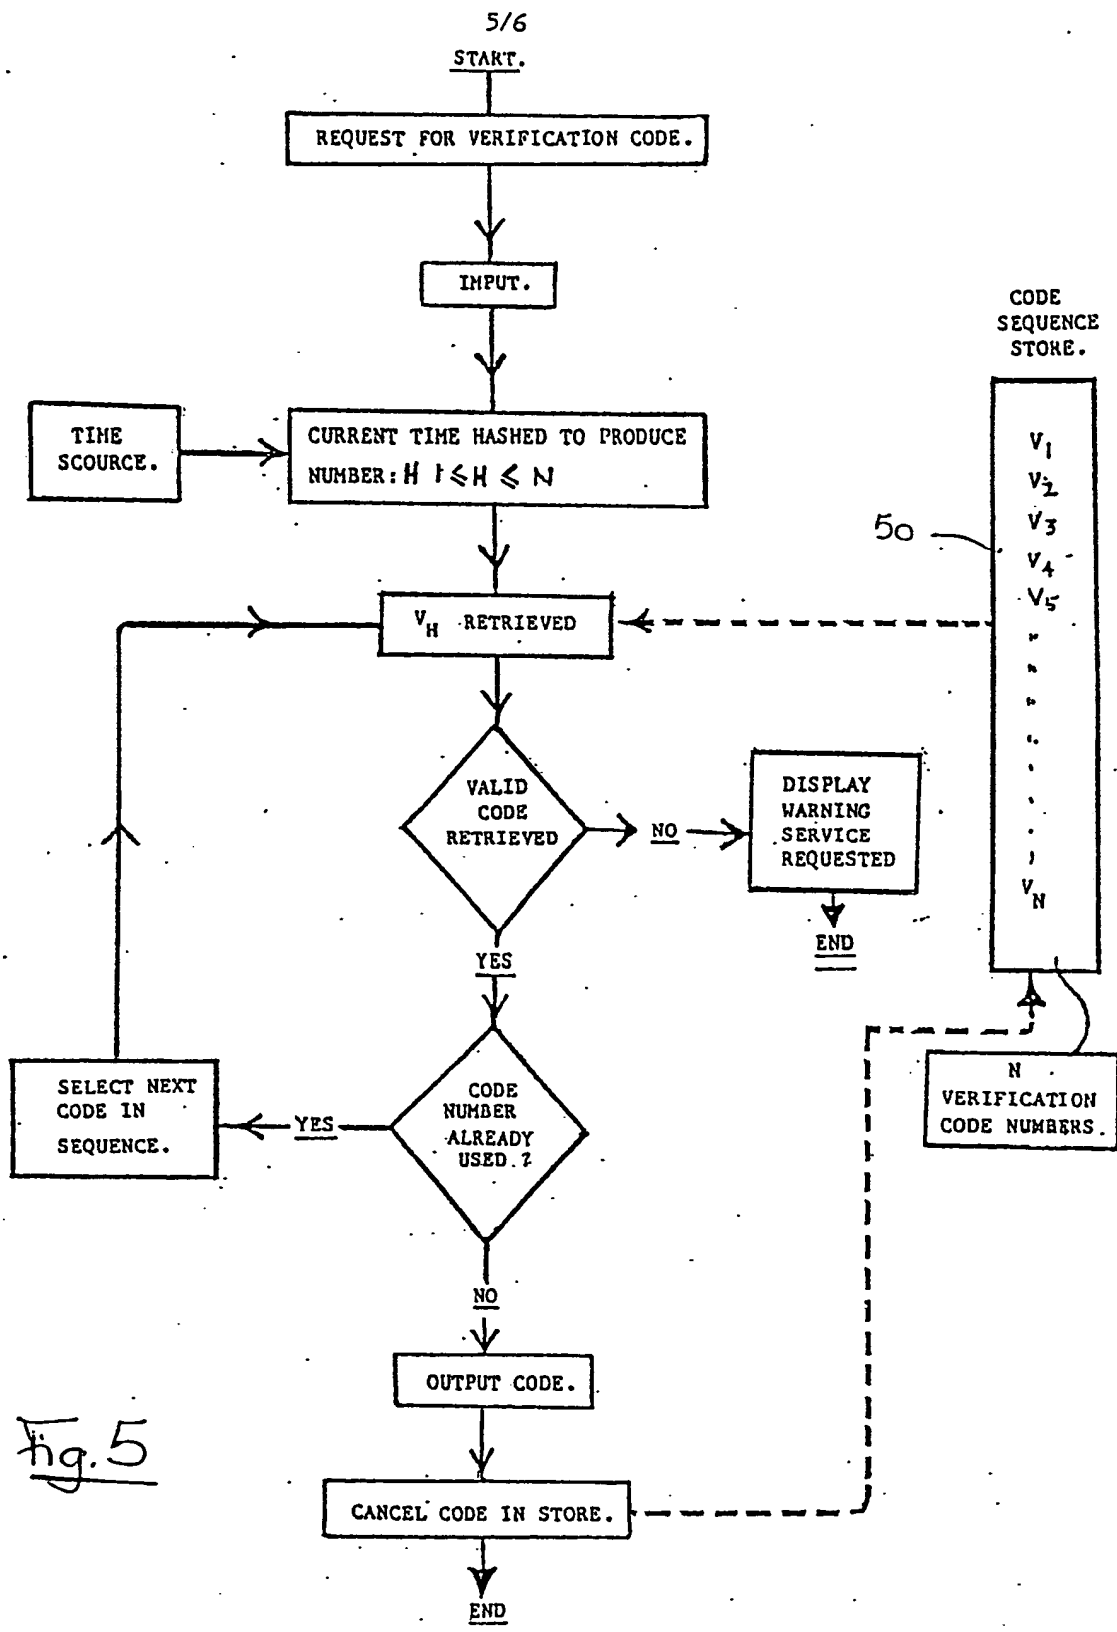 5/6
START.
REQUEST FOR VERIFICATION CODE.
IMPUT.
TIME
SCOURCE.
CURRENT TIME HASHED TO PRODUCE
NUMBER: H 1 ≤ H ≤ N
CODE
SEQUENCE
STORE.
V1
V2
V3
V4
V5
VN
50
VH RETRIEVED
VALID
CODE
RETRIEVED
NO
DISPLAY
WARNING
SERVICE
REQUESTED
END
YES
N
VERIFICATION
CODE NUMBERS.
CODE
NUMBER
ALREADY
USED.?
YES
SELECT NEXT
CODE IN
SEQUENCE.
NO
OUTPUT CODE.
CANCEL CODE IN STORE.
END
Fig. 5